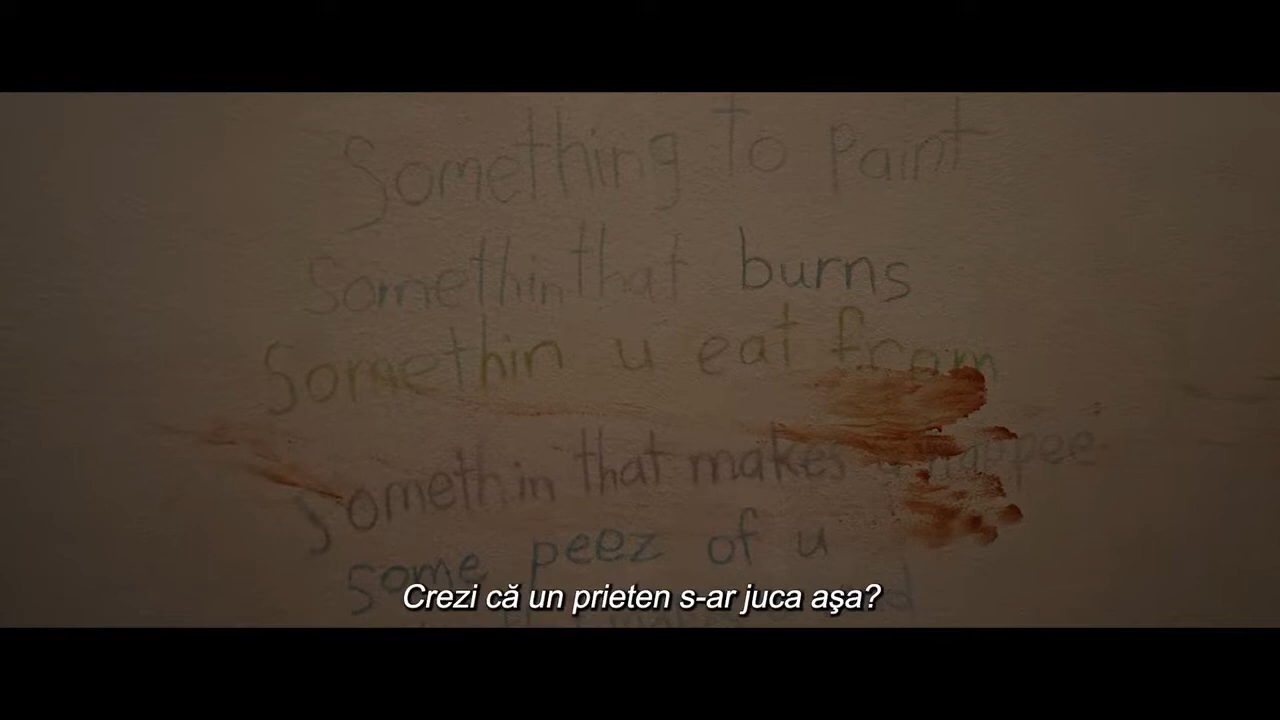 Something To Paint
Somethin that burns
Somethin u eat from
Somethin that makes u happee
Some peez of u
Crezi că un prieten s-ar juca aşa?